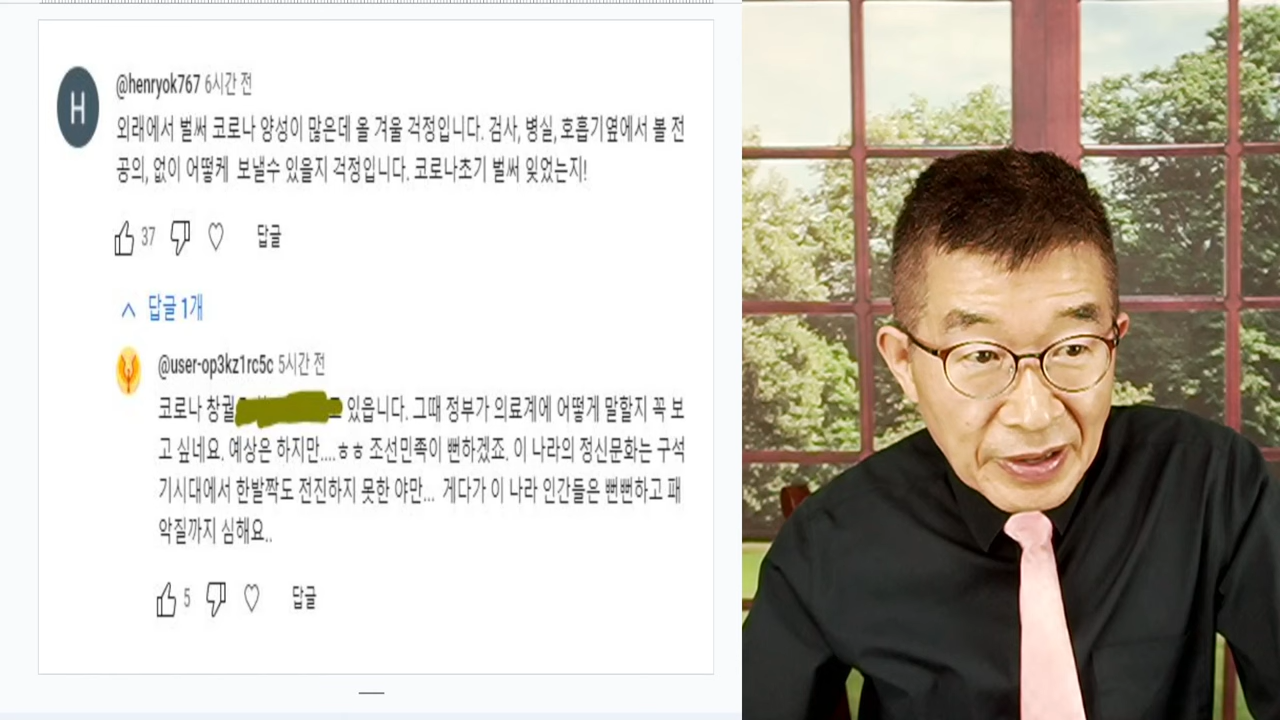 H
@henryok767 6시간 전
외래에서 벌써 코로나 양성이 많은데 올 겨울 걱정입니다. 검사, 병실, 호흡기옆에서 볼 전
공의, 없이 어떻케 보낼수 있을지 걱정입니다. 코로나초기 벌써 잊었는지!
37 답글
답글 1개
@user-op3kz1rc5c 5시간 전
코로나 창궐 있읍니다. 그때 정부가 의료계에 어떻게 말할지 꼭 보
고 싶네요. 예상은 하지만....ㅎㅎ 조선민족이 뻔하겠죠. 이 나라의 정신문화는 구석
기시대에서 한발짝도 전진하지 못한 야만... 게다가 이 나라 인간들은 뻔뻔하고 패
악질까지 심해요..
5 답글